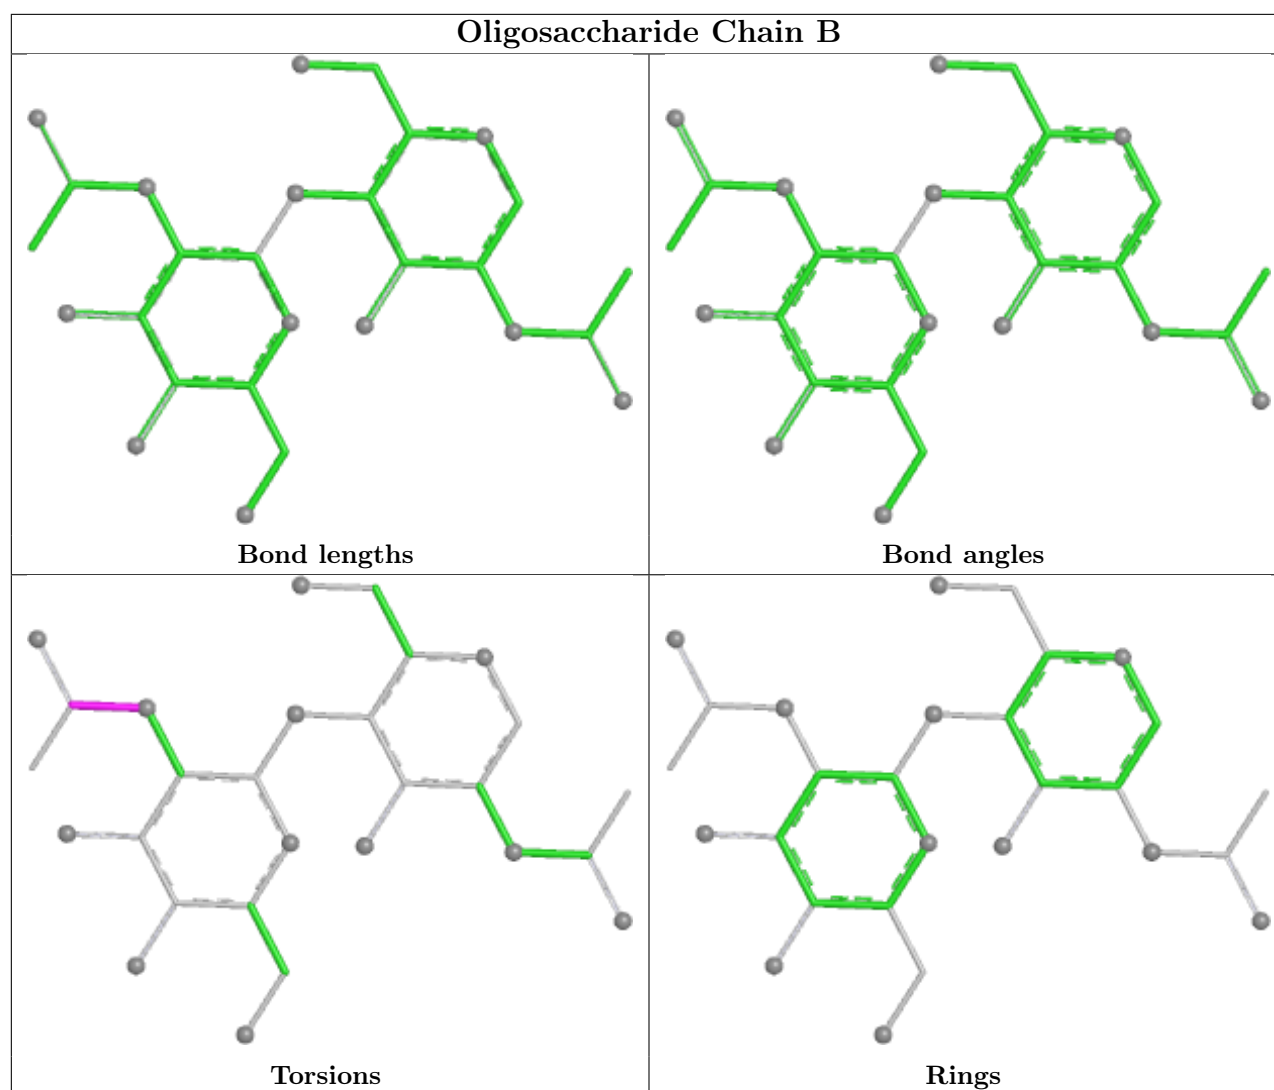 Oligosaccharide Chain B
Bond lengths
Bond angles
Torsions
Rings